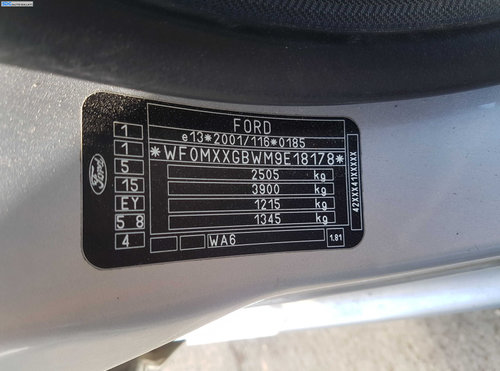 FORD
e13*2001/116*0185
*WF0MXXGBWM9E18178*
2505 kg
3900 kg
1215 kg
1345 kg
WA6
1.81
1
1
5
15
EY
5 8
4
Ford
42XXX41XXXXX